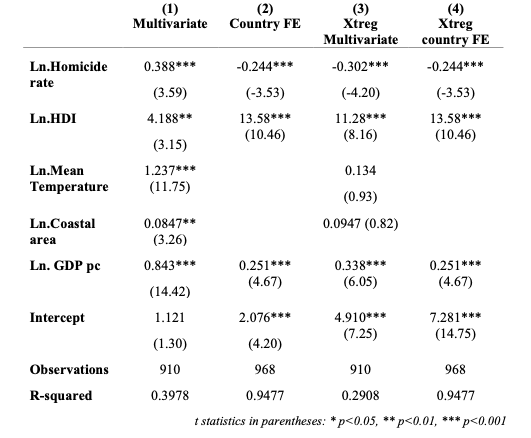 (1) (2) (3) (4)
Multivariate Country FE Xtreg Xtreg
Multivariate country FE
Ln.Homicide 0.388*** -0.244*** -0.302*** -0.244***
rate
(3.59) (-3.53) (-4.20) (-3.53)
Ln.HDI 4.188** 13.58*** 11.28*** 13.58***
(3.15) (10.46) (8.16) (10.46)
Ln.Mean 1.237*** 0.134
Temperature (11.75)
(0.93)
Ln.Coastal 0.0847** 0.0947 (0.82)
area (3.26)
Ln. GDP pc 0.843*** 0.251*** 0.338*** 0.251***
(14.42) (4.67) (6.05) (4.67)
Intercept 1.121 2.076*** 4.910*** 7.281***
(1.30) (4.20) (7.25) (14.75)
Observations 910 968 910 968
R-squared 0.3978 0.9477 0.2908 0.9477
t statistics in parentheses: * p<0.05, ** p<0.01, *** p<0.001